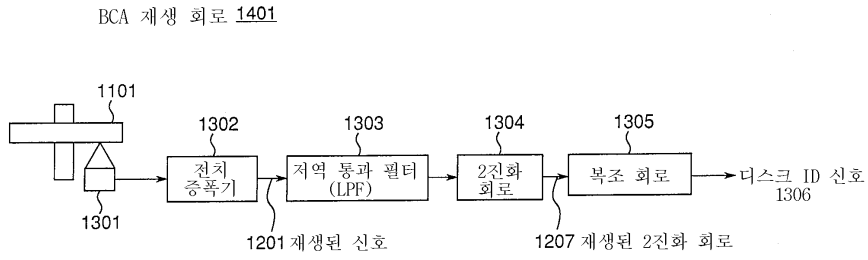 BCA 재생 회로 1401
1101
1302
1303
1304
1305
전치
증폭기
저역 통과 필터
(LPF)
2진화
회로
복조 회로
디스크 ID 신호
1306
1301
1201 재생된 신호
1207 재생된 2진화 회로